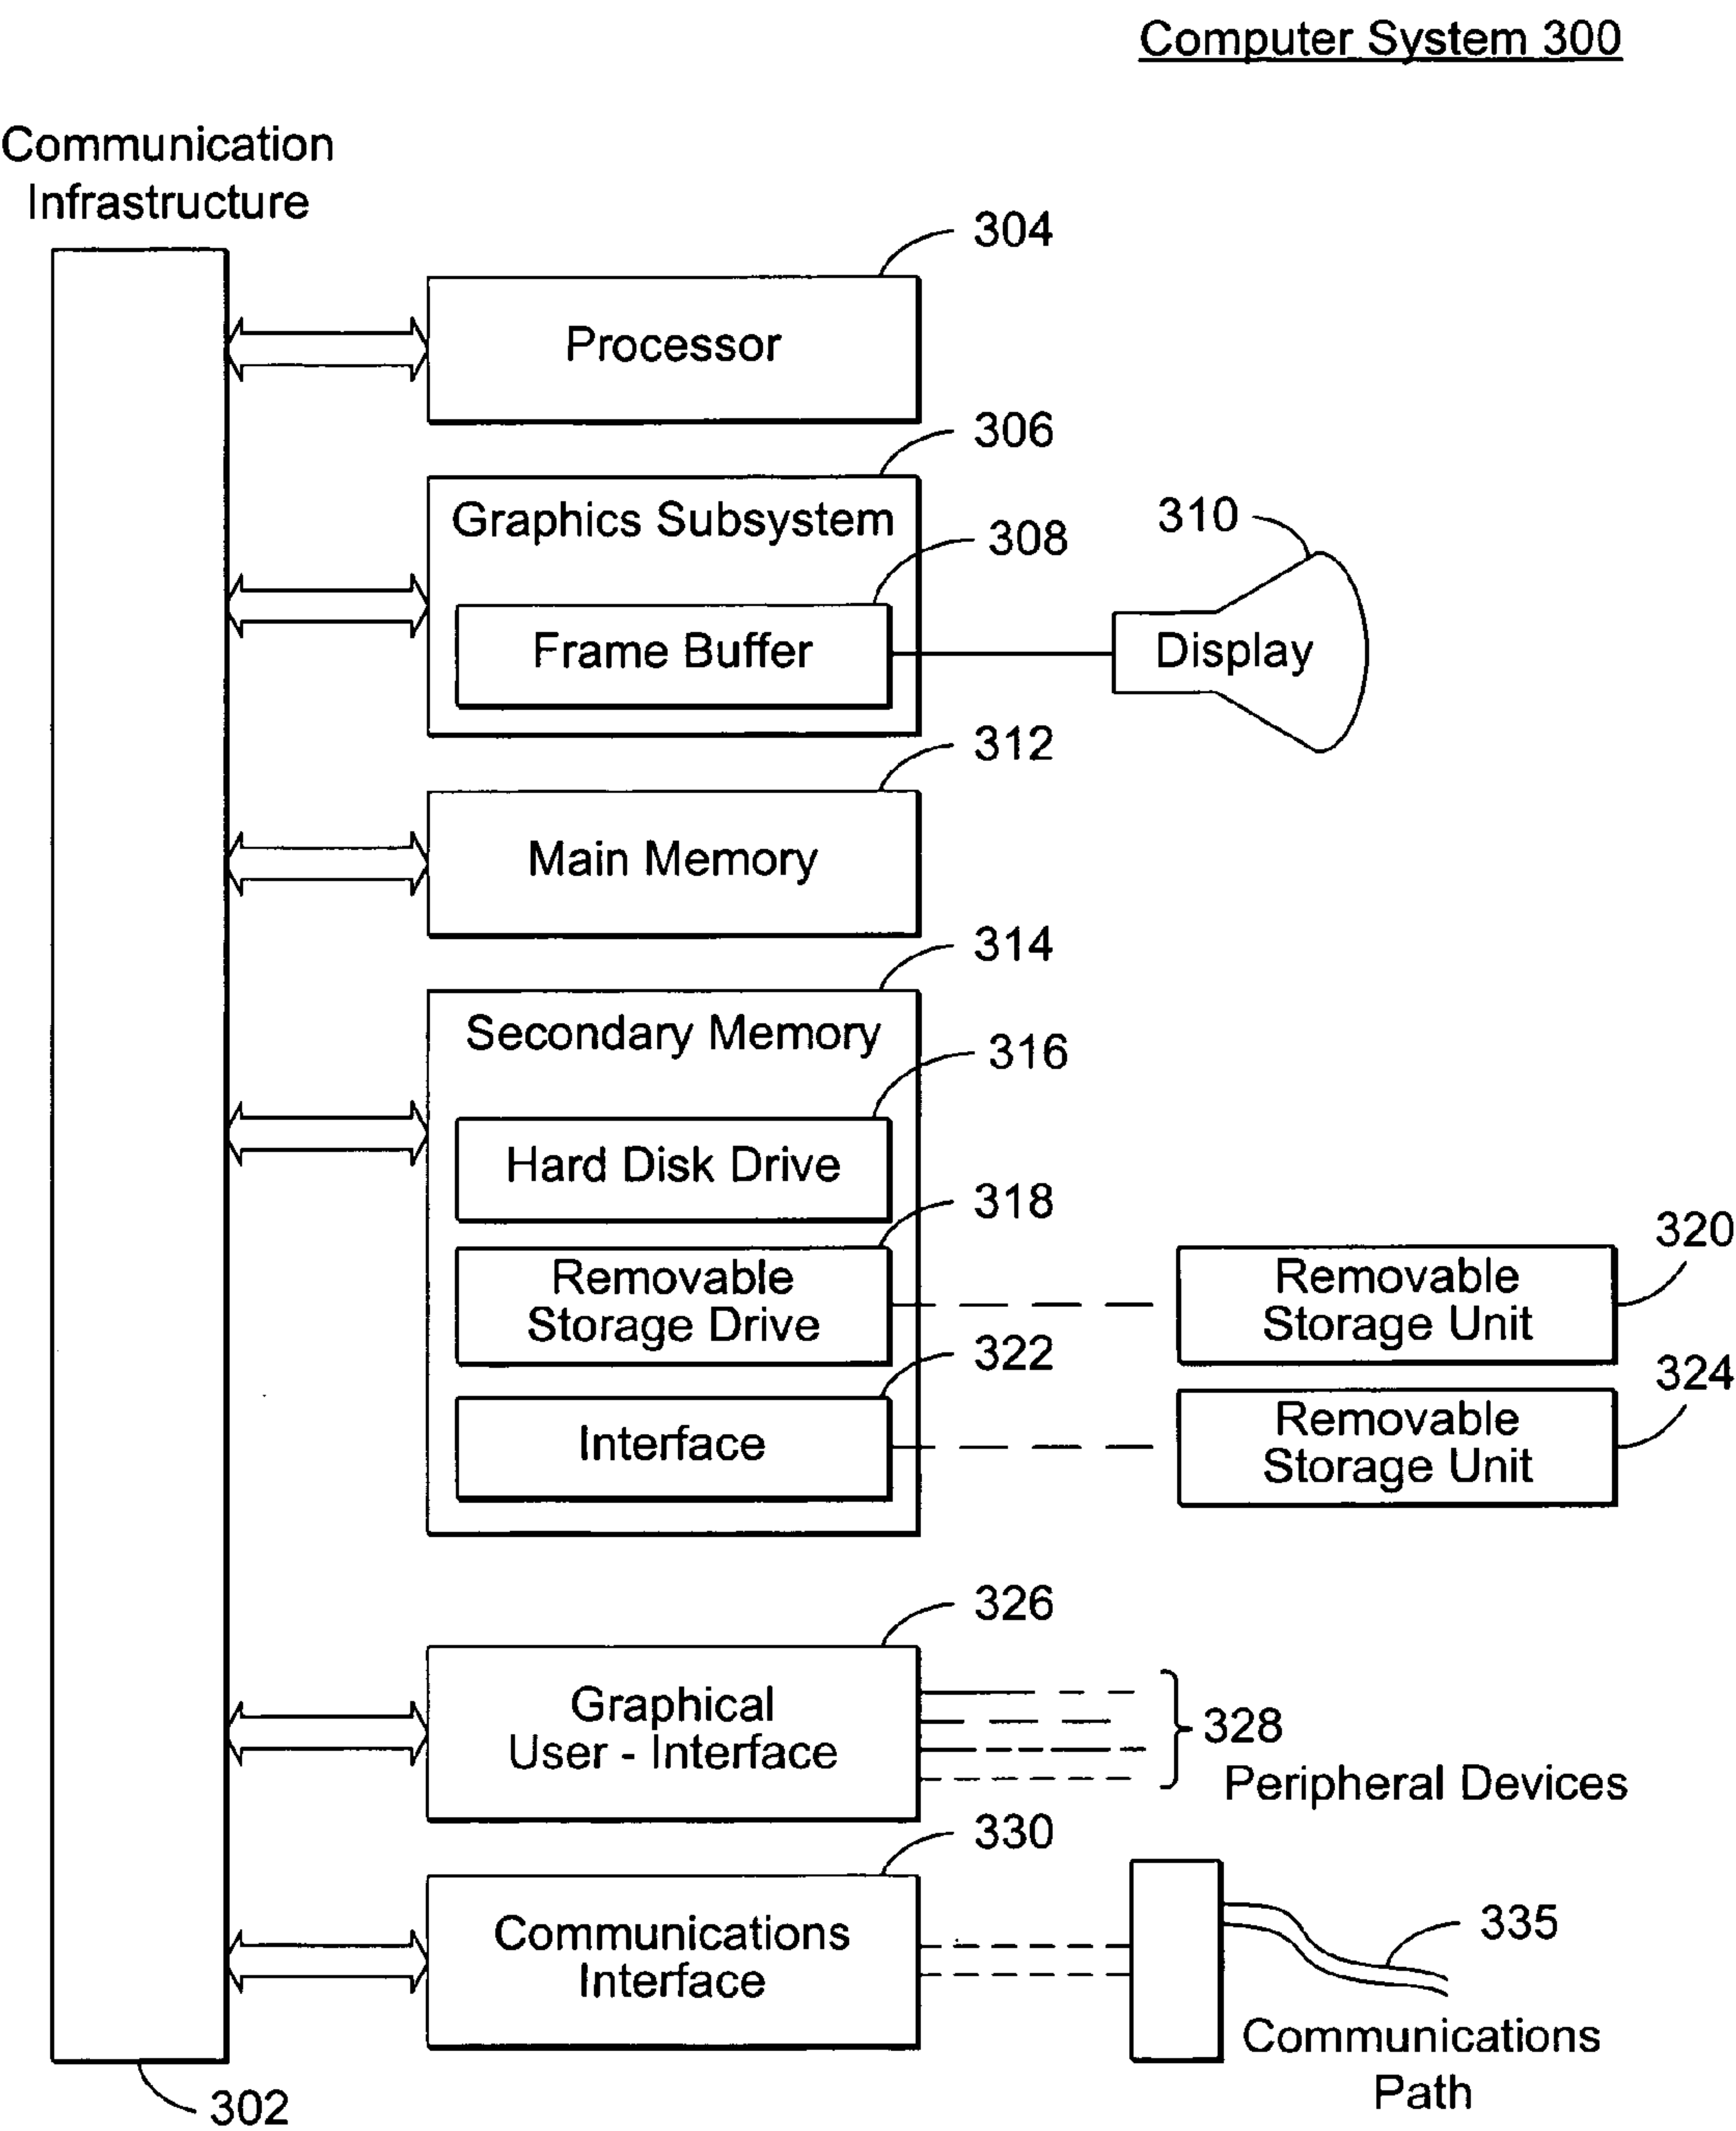 Computer System 300
Communication
Infrastructure
304
Processor
306
Graphics Subsystem
308
310
Frame Buffer
Display
312
Main Memory
314
Secondary Memory
316
Hard Disk Drive
318
Removable
Storage Drive
320
Removable
Storage Unit
322
Interface
324
Removable
Storage Unit
326
Graphical
User - Interface
328
Peripheral Devices
330
Communications
Interface
335
Communications
Path
302